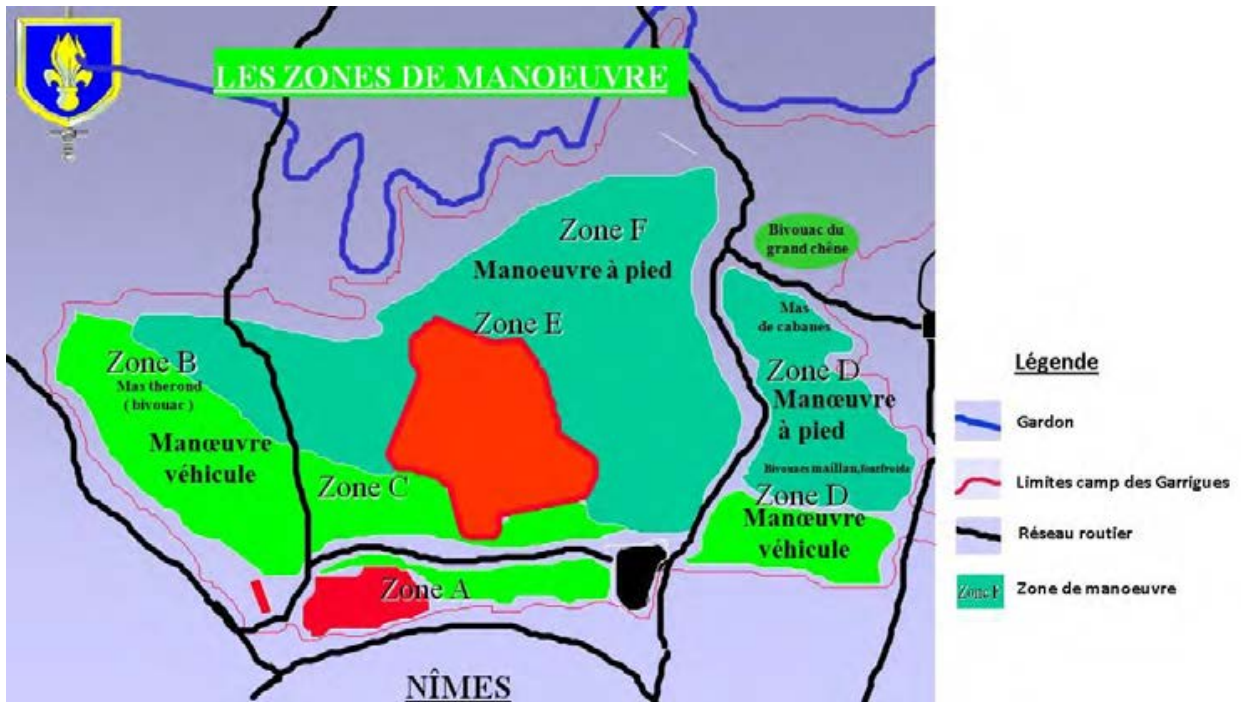 LES ZONES DE MANOEUVRE
Zone F
Manoeuvre à pied
Bivouac du
grand chêne
Zone E
Mas
de cabanes
Zone B
Mas therond
( bivouac )
Manœuvre
véhicule
Zone C
Zone D
Manœuvre
à pied
Bivouacs maillan, fontfroide
Zone D
Manœuvre
véhicule
Zone A
NÎMES
Légende
Gardon
Limites camp des Garrigues
Réseau routier
Zone F
Zone de manoeuvre